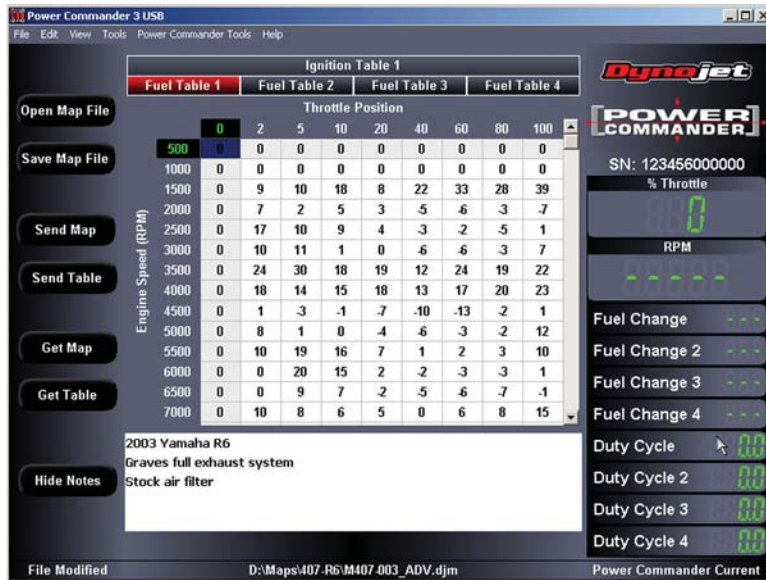 Power Commander 3 USB
File Edit View Tools Power Commander Tools Help
Open Map File
Save Map File
Send Map
Send Table
Get Map
Get Table
Hide Notes
Ignition Table 1
Fuel Table 1 Fuel Table 2 Fuel Table 3 Fuel Table 4
Throttle Position
0 2 5 10 20 40 60 80 100
Engine Speed (RPM)
500 0 0 0 0 0 0 0 0 0
1000 0 0 0 0 0 0 0 0 0
1500 0 9 10 18 8 22 33 28 39
2000 0 7 2 5 3 -5 -6 -3 -7
2500 0 17 10 9 4 -3 -2 -5 1
3000 0 10 11 1 0 -6 -6 -3 7
3500 0 24 30 18 19 12 24 19 22
4000 0 18 14 15 18 13 17 20 23
4500 0 1 -3 -1 -7 -10 -13 -2 1
5000 0 8 1 0 -4 -6 -3 -2 12
5500 0 10 19 16 7 1 2 3 10
6000 0 0 20 15 2 -2 -3 -3 1
6500 0 0 9 7 -2 -5 -6 -7 -1
7000 0 10 8 6 5 0 6 8 15
2003 Yamaha R6
Graves full exhaust system
Stock air filter
Dynojet
POWER
COMMANDER
SN: 123456000000
% Throttle
0
RPM
- - - - -
Fuel Change - - -
Fuel Change 2 - - -
Fuel Change 3 - - -
Fuel Change 4 - - -
Duty Cycle 0.0
Duty Cycle 2 0.0
Duty Cycle 3 0.0
Duty Cycle 4 0.0
File Modified D:\Maps\407-R6\M407-003_ADV.djm Power Commander Current